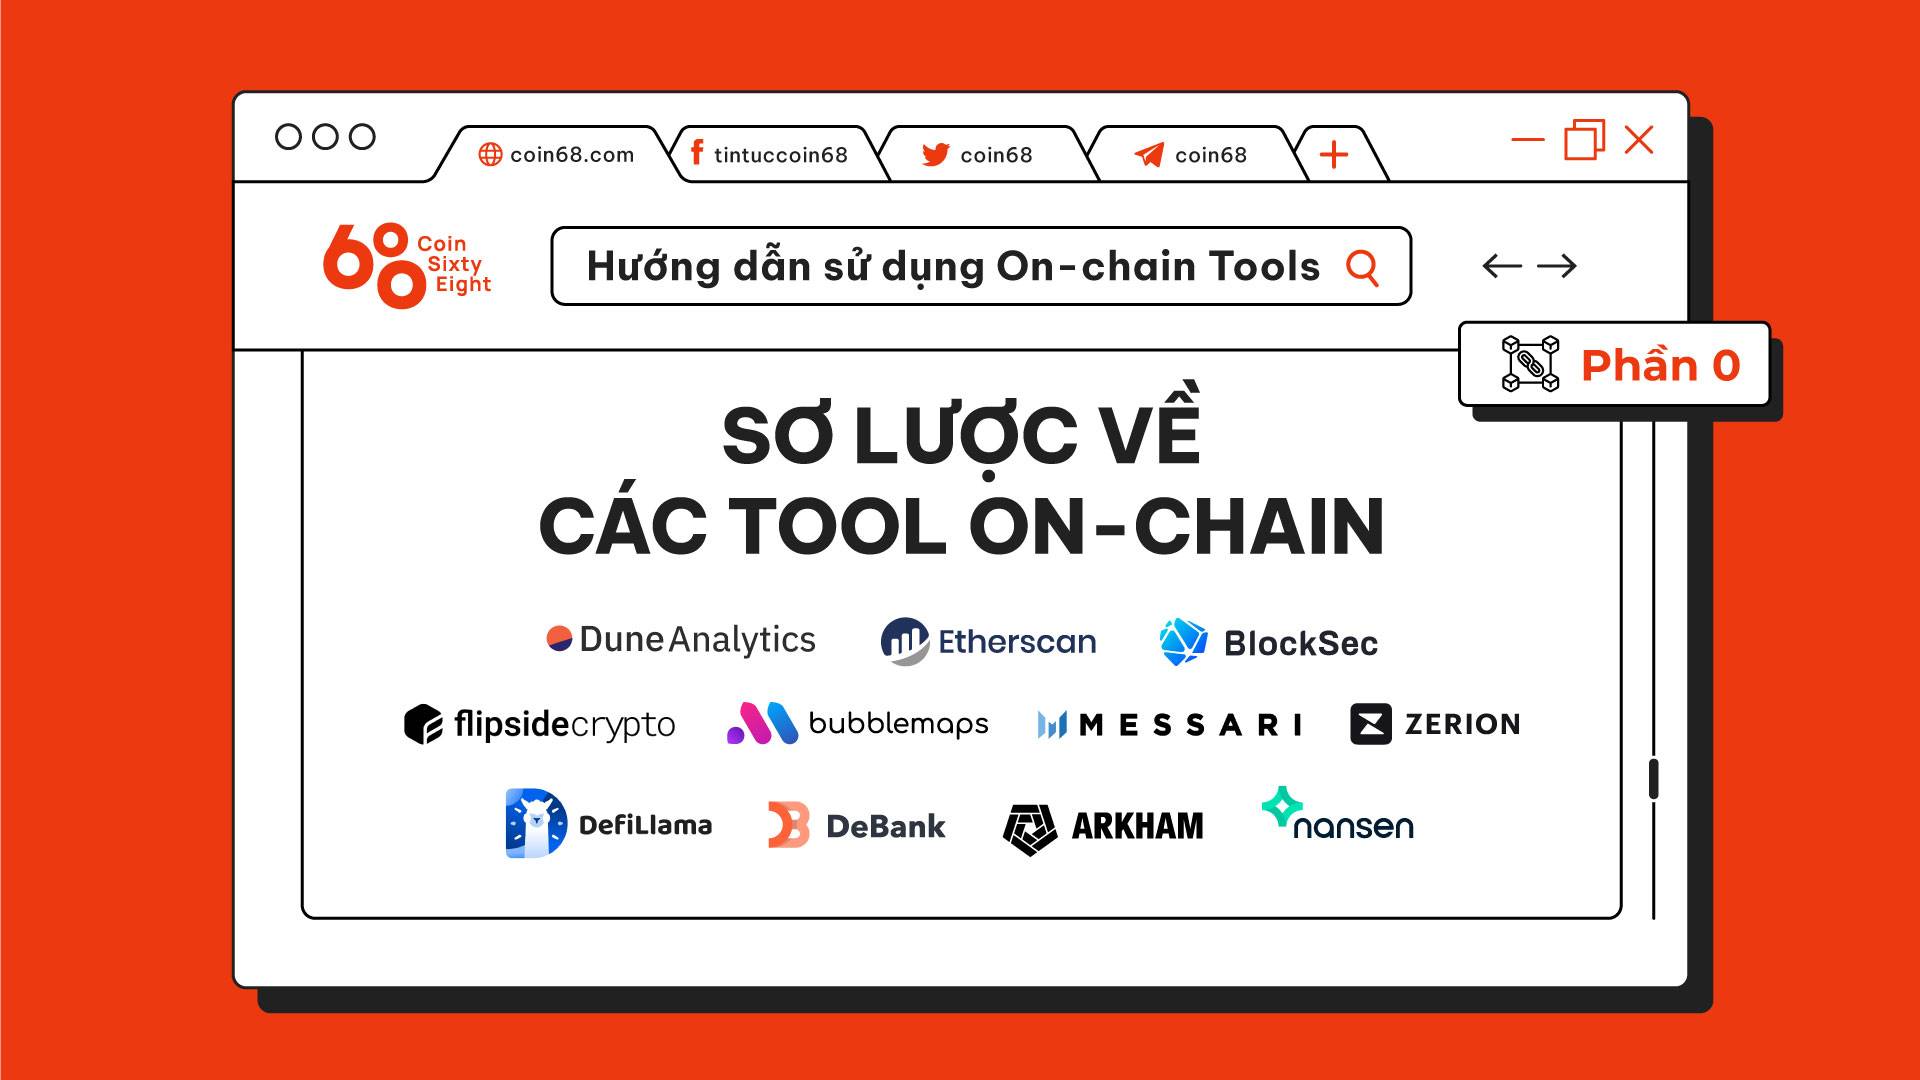 coin68.com
tintuccoin68
coin68
coin68
68 Coin
Sixty
Eight
Hướng dẫn sử dụng On-chain Tools
Phần 0
SƠ LƯỢC VỀ
CÁC TOOL ON-CHAIN
Dune Analytics
Etherscan
BlockSec
flipsidecrypto
bubblemaps
MESSARI
ZERION
DefiLlama
DeBank
ARKHAM
nansen